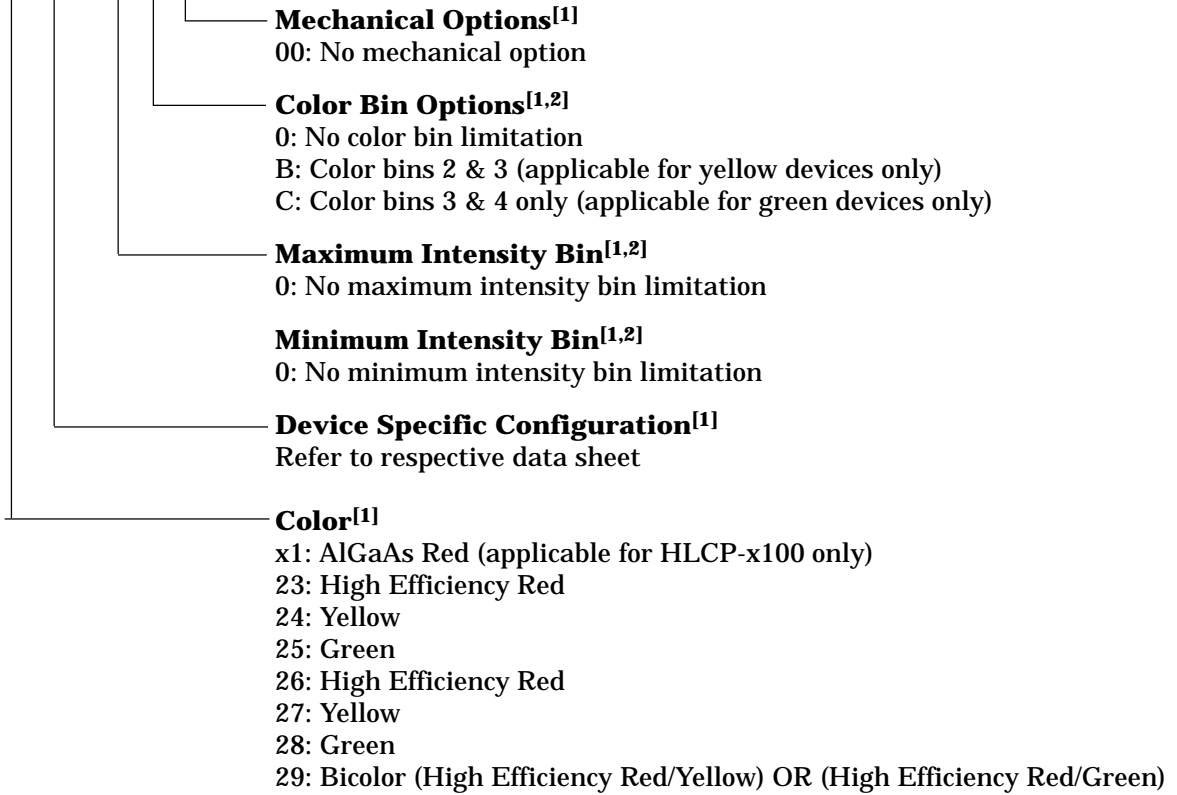 Mechanical Options[1]
00: No mechanical option
Color Bin Options[1,2]
0: No color bin limitation
B: Color bins 2 & 3 (applicable for yellow devices only)
C: Color bins 3 & 4 only (applicable for green devices only)
Maximum Intensity Bin[1,2]
0: No maximum intensity bin limitation
Minimum Intensity Bin[1,2]
0: No minimum intensity bin limitation
Device Specific Configuration[1]
Refer to respective data sheet
Color[1]
x1: AlGaAs Red (applicable for HLCP-x100 only)
23: High Efficiency Red
24: Yellow
25: Green
26: High Efficiency Red
27: Yellow
28: Green
29: Bicolor (High Efficiency Red/Yellow) OR (High Efficiency Red/Green)